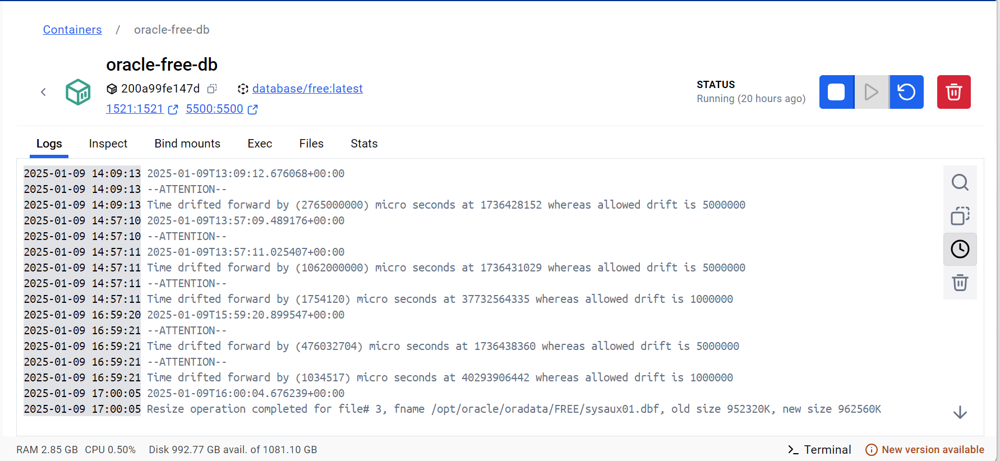 Containers / oracle-free-db
oracle-free-db
200a99fe147d database/free:latest
1521:1521 5500:5500
STATUS
Running (20 hours ago)
Logs Inspect Bind mounts Exec Files Stats
2025-01-09 14:09:13 2025-01-09T13:09:12.676068+00:00
2025-01-09 14:09:13 --ATTENTION--
2025-01-09 14:09:13 Time drifted forward by (2765000000) micro seconds at 1736428152 whereas allowed drift is 5000000
2025-01-09 14:57:10 2025-01-09T13:57:09.489176+00:00
2025-01-09 14:57:10 --ATTENTION--
2025-01-09 14:57:11 2025-01-09T13:57:11.025407+00:00
2025-01-09 14:57:11 Time drifted forward by (1062000000) micro seconds at 1736431029 whereas allowed drift is 5000000
2025-01-09 14:57:11 --ATTENTION--
2025-01-09 14:57:11 Time drifted forward by (1754120) micro seconds at 37732564335 whereas allowed drift is 1000000
2025-01-09 16:59:20 2025-01-09T15:59:20.899547+00:00
2025-01-09 16:59:21 --ATTENTION--
2025-01-09 16:59:21 Time drifted forward by (476032704) micro seconds at 1736438360 whereas allowed drift is 5000000
2025-01-09 16:59:21 --ATTENTION--
2025-01-09 16:59:21 Time drifted forward by (1034517) micro seconds at 40293906442 whereas allowed drift is 1000000
2025-01-09 17:00:05 2025-01-09T16:00:04.676239+00:00
2025-01-09 17:00:05 Resize operation completed for file# 3, fname /opt/oracle/oradata/FREE/sysaux01.dbf, old size 952320K, new size 962560K
RAM 2.85 GB CPU 0.50% Disk 992.77 GB avail. of 1081.10 GB Terminal New version available